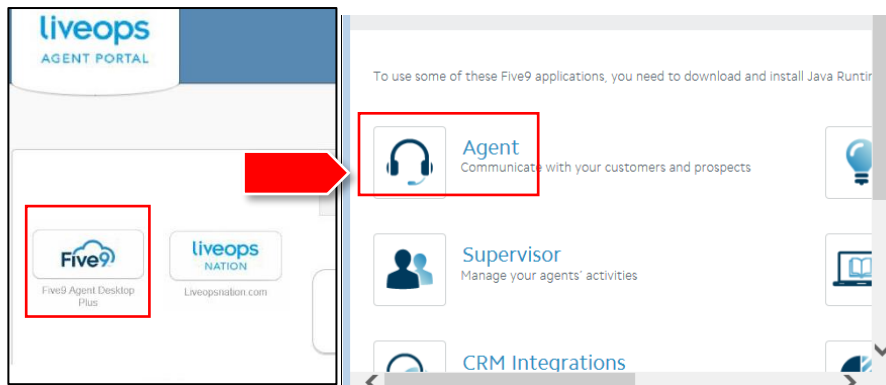 liveops
AGENT PORTAL
Five9
Five9 Agent Desktop
Plus
liveops
NATION
Liveopsnation.com
To use some of these Five9 applications, you need to download and install Java
Agent
Communicate with your customers and prospects
Supervisor
Manage your agents' activities
CRM Integrations